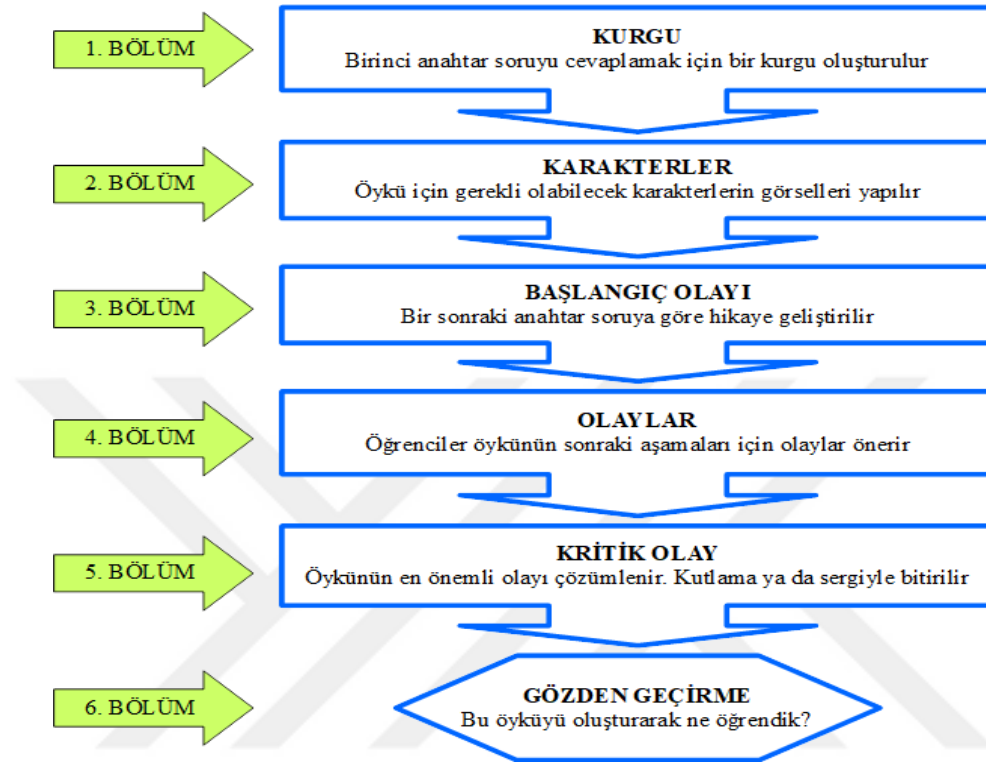 1. BÖLÜM
KURGU
Birinci anahtar soruyu cevaplamak için bir kurgu oluşturulur
2. BÖLÜM
KARAKTERLER
Öykü için gerekli olabilecek karakterlerin görselleri yapılır
3. BÖLÜM
BAŞLANGIÇ OLAYI
Bir sonraki anahtar soruya göre hikaye geliştirilir
4. BÖLÜM
OLAYLAR
Öğrenciler öykünün sonraki aşamaları için olaylar önerir
5. BÖLÜM
KRİTİK OLAY
Öykünün en önemli olayı çözümlenir. Kutlama ya da sergiyle bitirilir
6. BÖLÜM
GÖZDEN GEÇİRME
Bu öyküyü oluşturarak ne öğrendik?